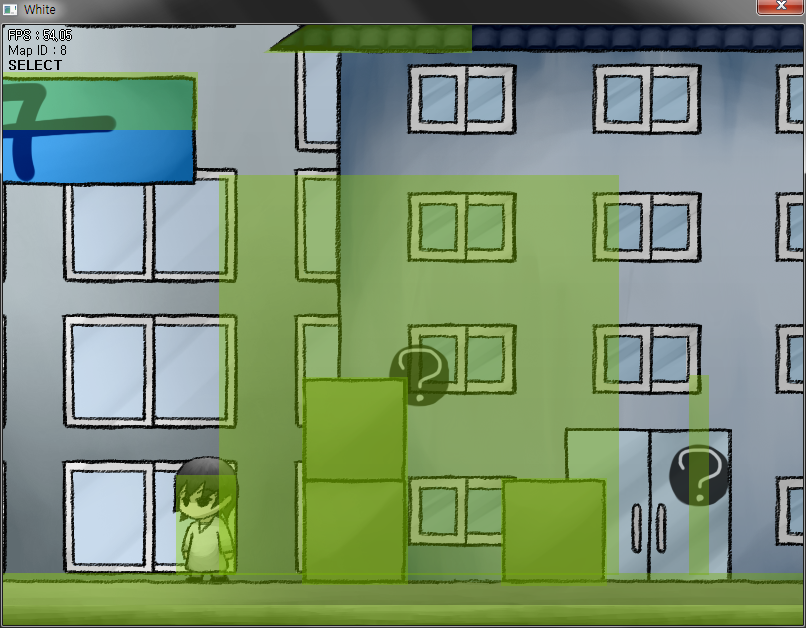 White
FPS : 54,05
Map ID : 8
SELECT
?
?